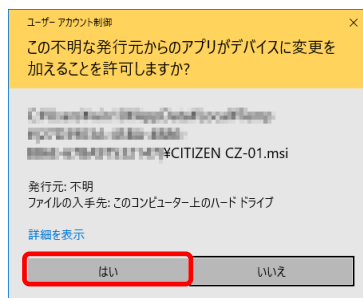 ユーザー アカウント制御
×
この不明な発行元からのアプリがデバイスに変更を
加えることを許可しますか?
¥CITIZEN CZ-01.msi
発行元: 不明
ファイルの入手先: このコンピューター上のハード ドライブ
詳細を表示
はい
いいえ